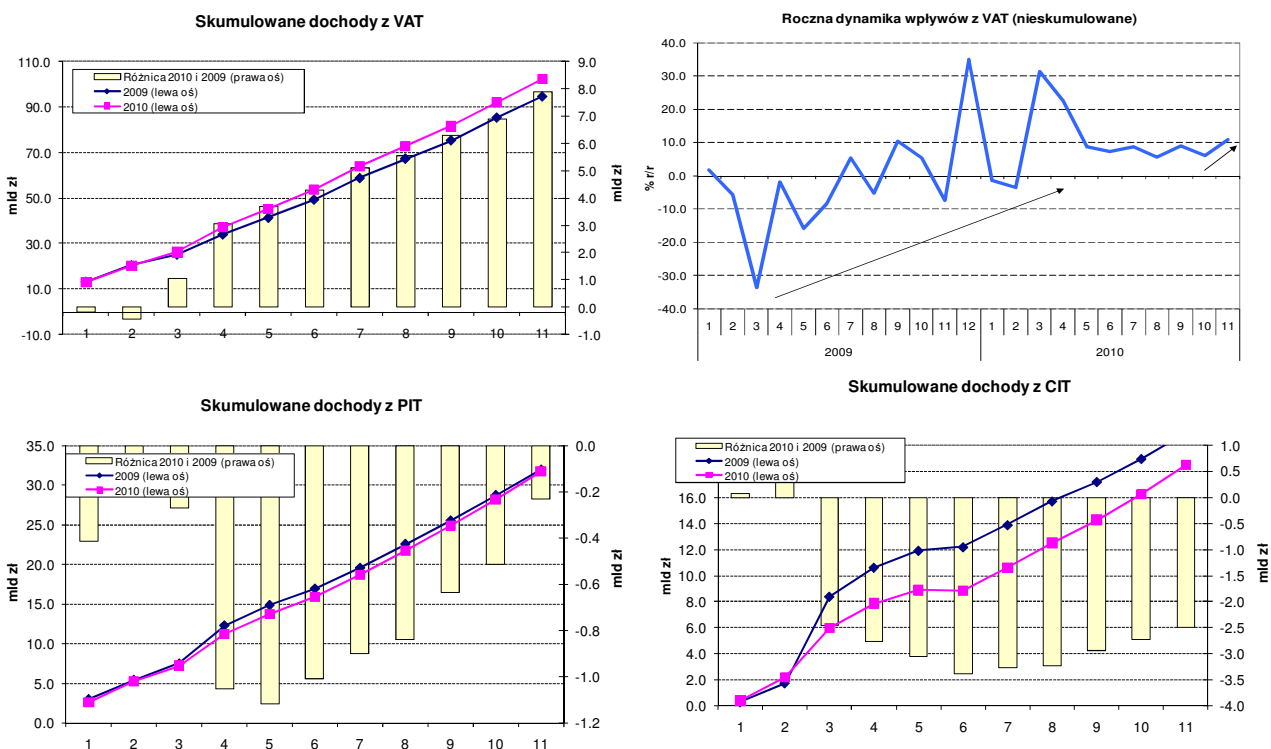 Skumulowane dochody z VAT
110.0
90.0
70.0
50.0
30.0
10.0
-10.0
mld zł
Różnica 2010 i 2009 (prawa oś)
2009 (lewa oś)
2010 (lewa oś)
9.0
8.0
7.0
6.0
5.0
4.0
3.0
2.0
1.0
0.0
-1.0
mld zł
1 2 3 4 5 6 7 8 9 10 11
Roczna dynamika wpływów z VAT (nieskumulowane)
40.0
30.0
20.0
10.0
0.0
-10.0
-20.0
-30.0
-40.0
% r/r
1 2 3 4 5 6 7 8 9 10 11 12 1 2 3 4 5 6 7 8 9 10 11
2009 2010
Skumulowane dochody z PIT
35.0
30.0
25.0
20.0
15.0
10.0
5.0
0.0
mld zł
Różnica 2010 i 2009 (prawa oś)
2009 (lewa oś)
2010 (lewa oś)
0.0
-0.2
-0.4
-0.6
-0.8
-1.0
-1.2
mld zł
1 2 3 4 5 6 7 8 9 10 11
Skumulowane dochody z CIT
Różnica 2010 i 2009 (prawa oś)
2009 (lewa oś)
2010 (lewa oś)
16.0
14.0
12.0
10.0
8.0
6.0
4.0
2.0
0.0
mld zł
1.0
0.5
0.0
-0.5
-1.0
-1.5
-2.0
-2.5
-3.0
-3.5
-4.0
mld zł
1 2 3 4 5 6 7 8 9 10 11